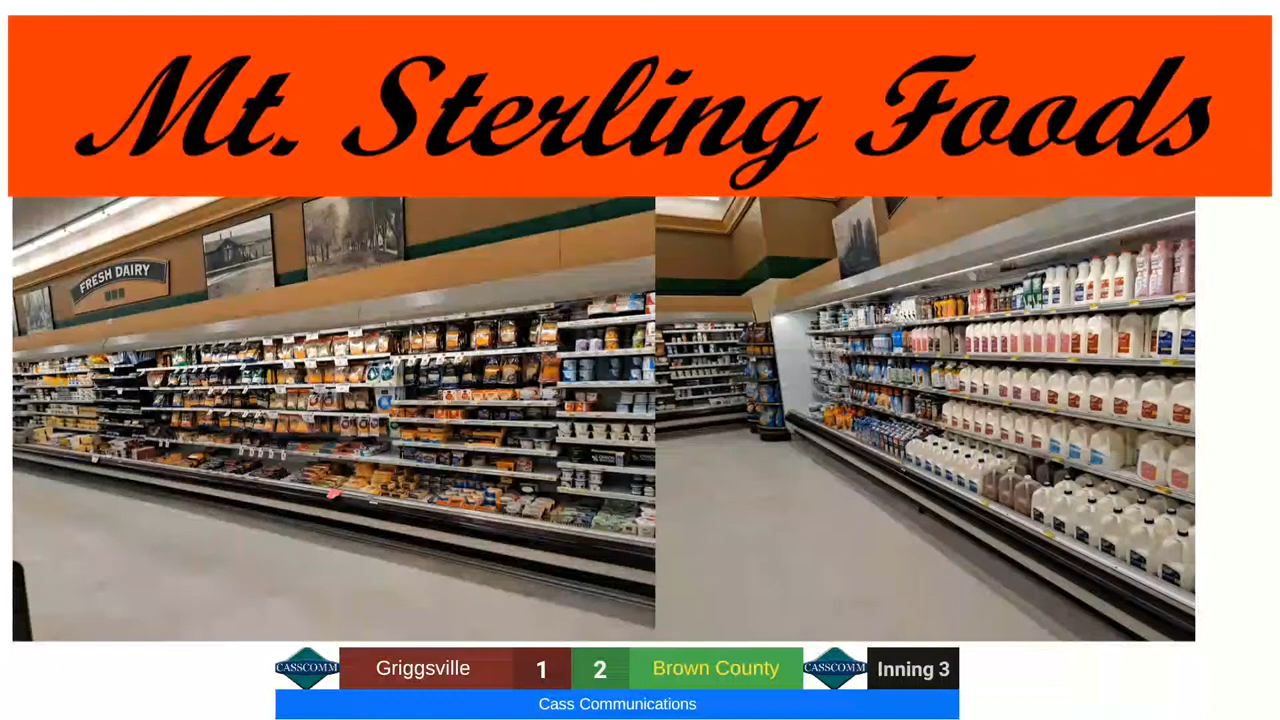 Mt. Sterling Foods
FRESH DAIRY
CASSCOMM Griggsville 1 2 Brown County CASSCOMM Inning 3
Cass Communications